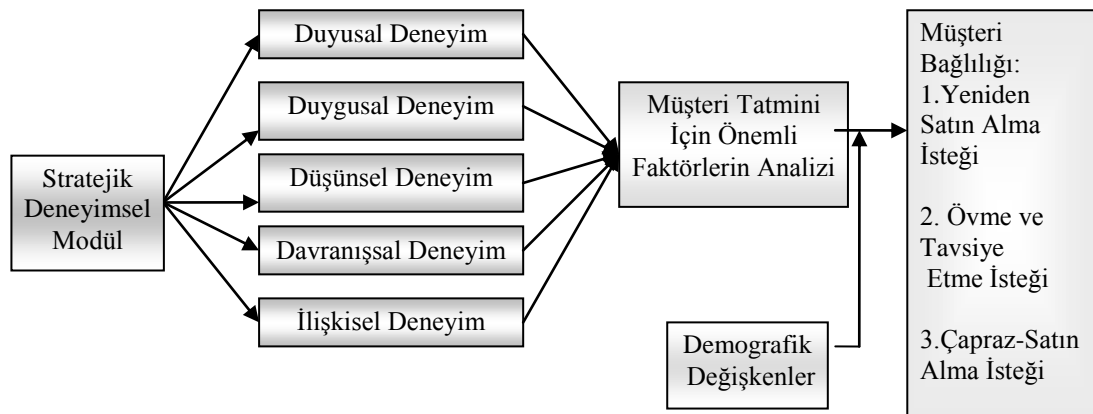 Stratejik
Deneyimsel
Modül
Duyusal Deneyim
Duygusal Deneyim
Düşünsel Deneyim
Davranışsal Deneyim
İlişkisel Deneyim
Müşteri Tatmini
İçin Önemli
Faktörlerin Analizi
Demografik
Değişkenler
Müşteri
Bağlılığı:
1.Yeniden
Satın Alma
İsteği
2. Övme ve
Tavsiye
Etme İsteği
3.Çapraz-Satın
Alma İsteği